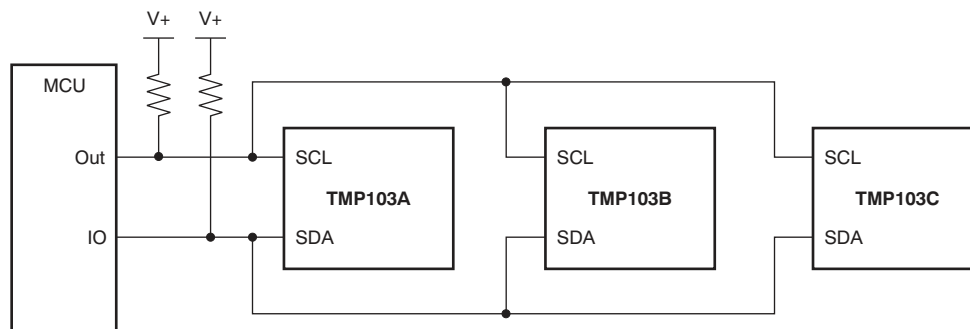 V+ V+
MCU
Out
SCL
SCL
SCL
TMP103A
TMP103B
TMP103C
IO
SDA
SDA
SDA